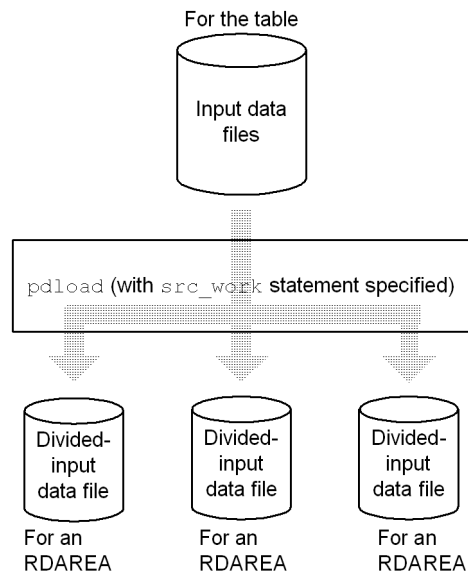 For the table
Input data
files
pdload (with src_work statement specified)
Divided-
input
data file
Divided-
input
data file
Divided-
input
data file
For an
RDAREA
For an
RDAREA
For an
RDAREA